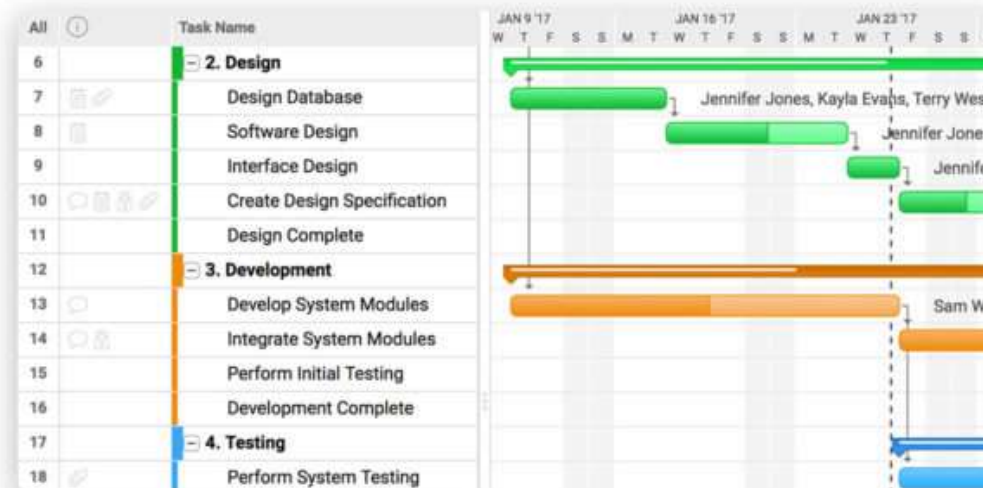 All Task Name JAN 9 '17 JAN 16 '17 JAN 23 '17
W T F S S M T W T F S S M T W T F S S
6 2. Design
7 Design Database Jennifer Jones, Kayla Evans, Terry Wes
8 Software Design Jennifer Jone
9 Interface Design Jennife
10 Create Design Specification
11 Design Complete
12 3. Development
13 Develop System Modules Sam W
14 Integrate System Modules
15 Perform Initial Testing
16 Development Complete
17 4. Testing
18 Perform System Testing